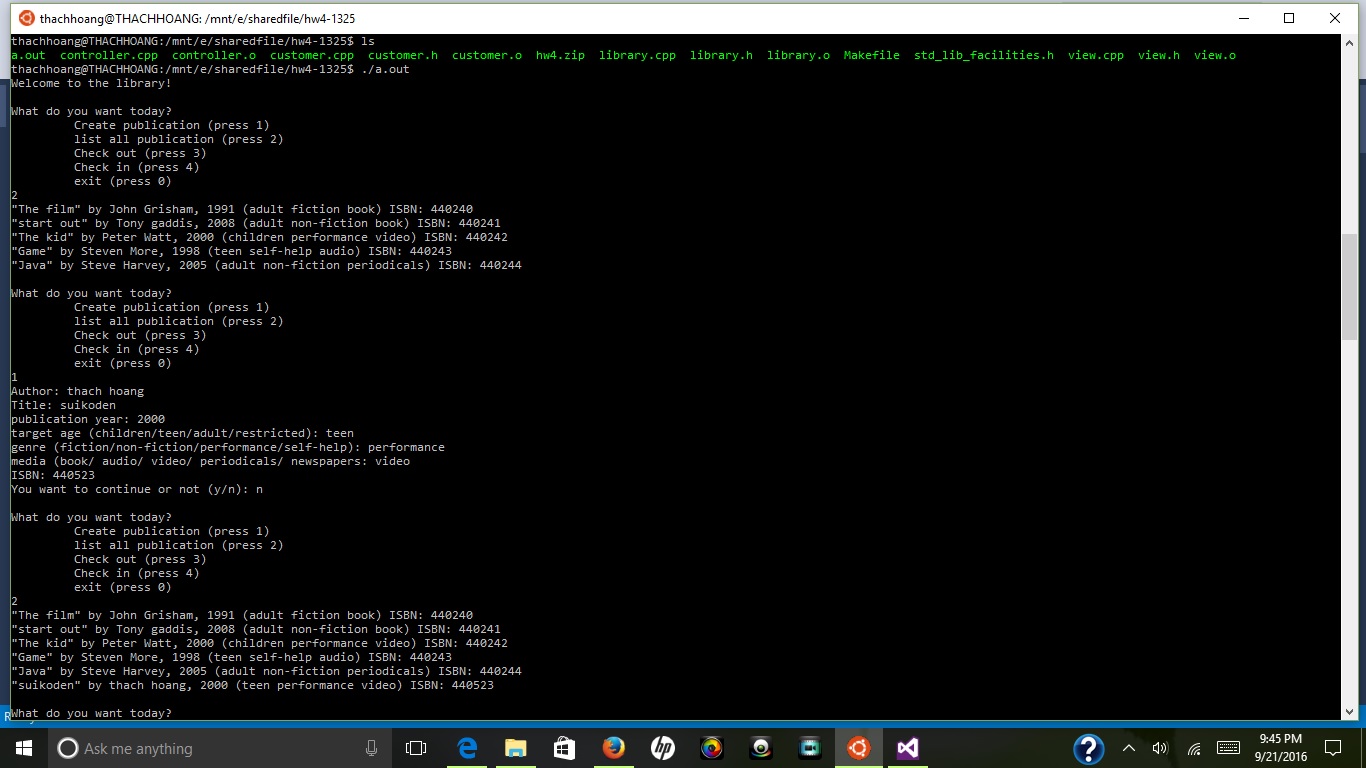 thachhoang@THACHHOANG: /mnt/e/sharedfile/hw4-1325
thachhoang@THACHHOANG:/mnt/e/sharedfile/hw4-1325$ ls
a.out  controller.cpp  controller.o  customer.cpp  customer.h  customer.o  hw4.zip  library.cpp  library.h  library.o  Makefile  std_lib_facilities.h  view.cpp  view.h  view.o
thachhoang@THACHHOANG:/mnt/e/sharedfile/hw4-1325$ ./a.out
Welcome to the library!
What do you want today?
Create publication (press 1)
list all publication (press 2)
Check out (press 3)
Check in (press 4)
exit (press 0)
2
"The film" by John Grisham, 1991 (adult fiction book) ISBN: 440240
"start out" by Tony gaddis, 2008 (adult non-fiction book) ISBN: 440241
"The kid" by Peter Watt, 2000 (children performance video) ISBN: 440242
"Game" by Steven More, 1998 (teen self-help audio) ISBN: 440243
"Java" by Steve Harvey, 2005 (adult non-fiction periodicals) ISBN: 440244
What do you want today?
Create publication (press 1)
list all publication (press 2)
Check out (press 3)
Check in (press 4)
exit (press 0)
1
Author: thach hoang
Title: suikoden
publication year: 2000
target age (children/teen/adult/restricted): teen
genre (fiction/non-fiction/performance/self-help): performance
media (book/ audio/ video/ periodicals/ newspapers: video
ISBN: 440523
You want to continue or not (y/n): n
What do you want today?
Create publication (press 1)
list all publication (press 2)
Check out (press 3)
Check in (press 4)
exit (press 0)
2
"The film" by John Grisham, 1991 (adult fiction book) ISBN: 440240
"start out" by Tony gaddis, 2008 (adult non-fiction book) ISBN: 440241
"The kid" by Peter Watt, 2000 (children performance video) ISBN: 440242
"Game" by Steven More, 1998 (teen self-help audio) ISBN: 440243
"Java" by Steve Harvey, 2005 (adult non-fiction periodicals) ISBN: 440244
"suikoden" by thach hoang, 2000 (teen performance video) ISBN: 440523
What do you want today?
Ask me anything
hp
?
9:45 PM
9/21/2016